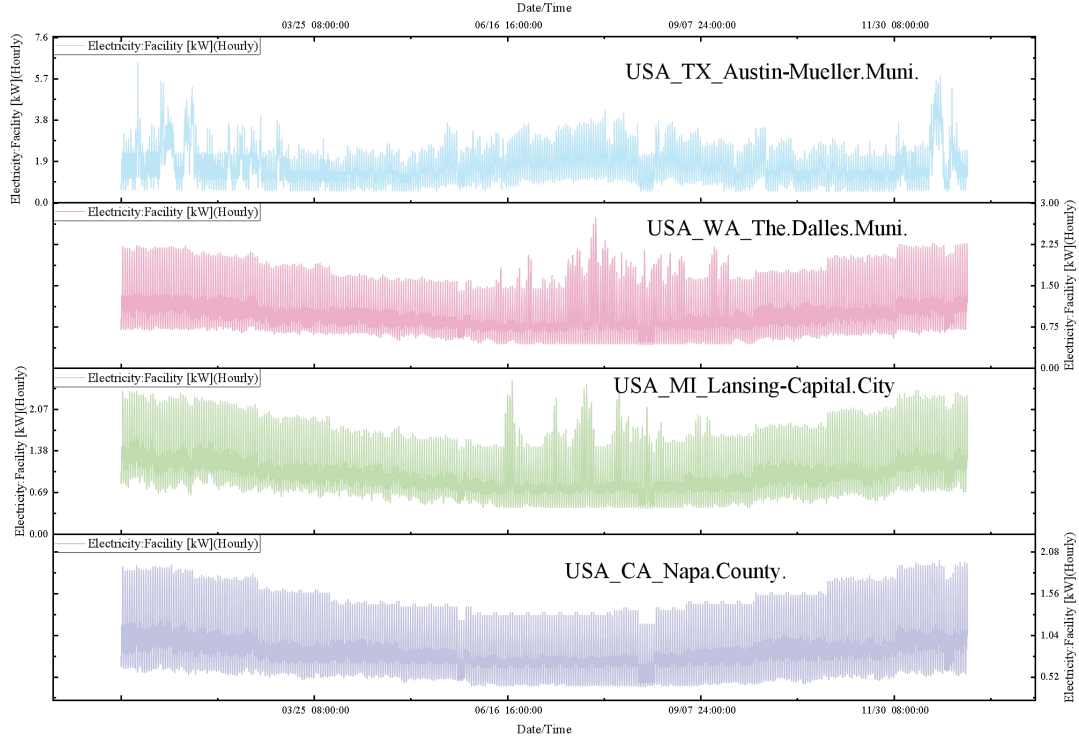 Date/Time
03/25 08:00:00 06/16 16:00:00 09/07 24:00:00 11/30 08:00:00
Electricity:Facility [kW](Hourly)
7.6
5.7
3.8
1.9
0.0
Electricity:Facility [kW](Hourly)
USA_TX_Austin-Mueller.Muni.
Electricity:Facility [kW](Hourly)
USA_WA_The.Dalles.Muni.
3.00
2.25
1.50
0.75
0.00
Electricity:Facility [kW](Hourly)
Electricity:Facility [kW](Hourly)
2.07
1.38
0.69
0.00
Electricity:Facility [kW](Hourly)
USA_MI_Lansing-Capital.City
Electricity:Facility [kW](Hourly)
USA_CA_Napa.County.
2.08
1.56
1.04
0.52
Electricity:Facility [kW](Hourly)
03/25 08:00:00 06/16 16:00:00 09/07 24:00:00 11/30 08:00:00
Date/Time